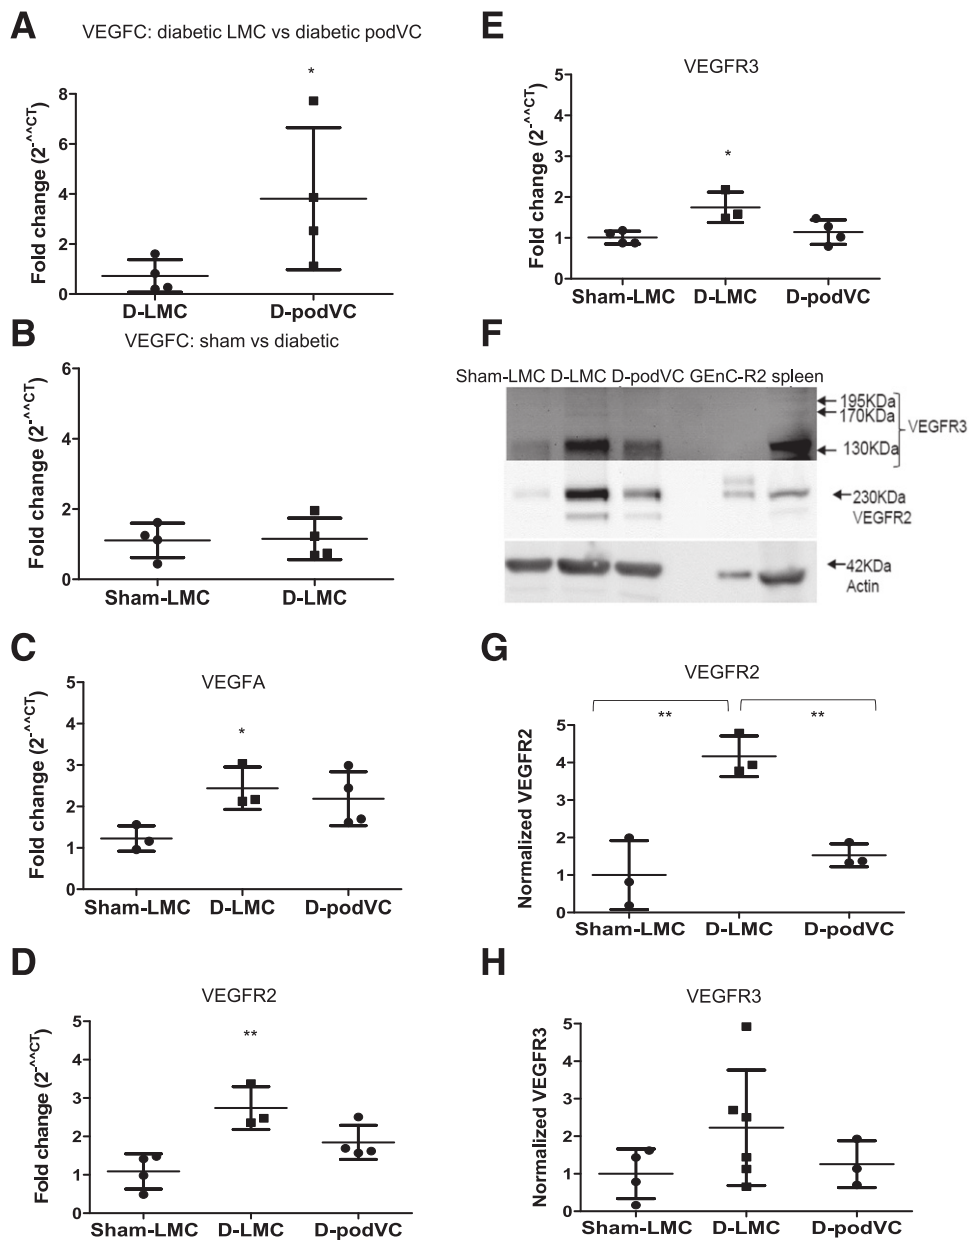 A
VEGFC: diabetic LMC vs diabetic podVC
*
Fold change (2-^^CT)
8
6
4
2
0
D-LMC D-podVC
B
VEGFC: sham vs diabetic
Fold change (2-^^CT)
6
4
2
0
Sham-LMC D-LMC
C
VEGFA
*
Fold change (2-^^CT)
5
4
3
2
1
0
Sham-LMC D-LMC D-podVC
D
VEGFR2
**
Fold change (2-^^CT)
5
4
3
2
1
0
Sham-LMC D-LMC D-podVC
E
VEGFR3
*
Fold change (2-^^CT)
5
4
3
2
1
0
Sham-LMC D-LMC D-podVC
F
Sham-LMC D-LMC D-podVC GEnC-R2 spleen
195KDa
170KDa
VEGFR3
130KDa
230KDa
VEGFR2
42KDa
Actin
G
VEGFR2
** **
Normalized VEGFR2
5
4
3
2
1
0
Sham-LMC D-LMC D-podVC
H
VEGFR3
Normalized VEGFR3
5
4
3
2
1
0
Sham-LMC D-LMC D-podVC